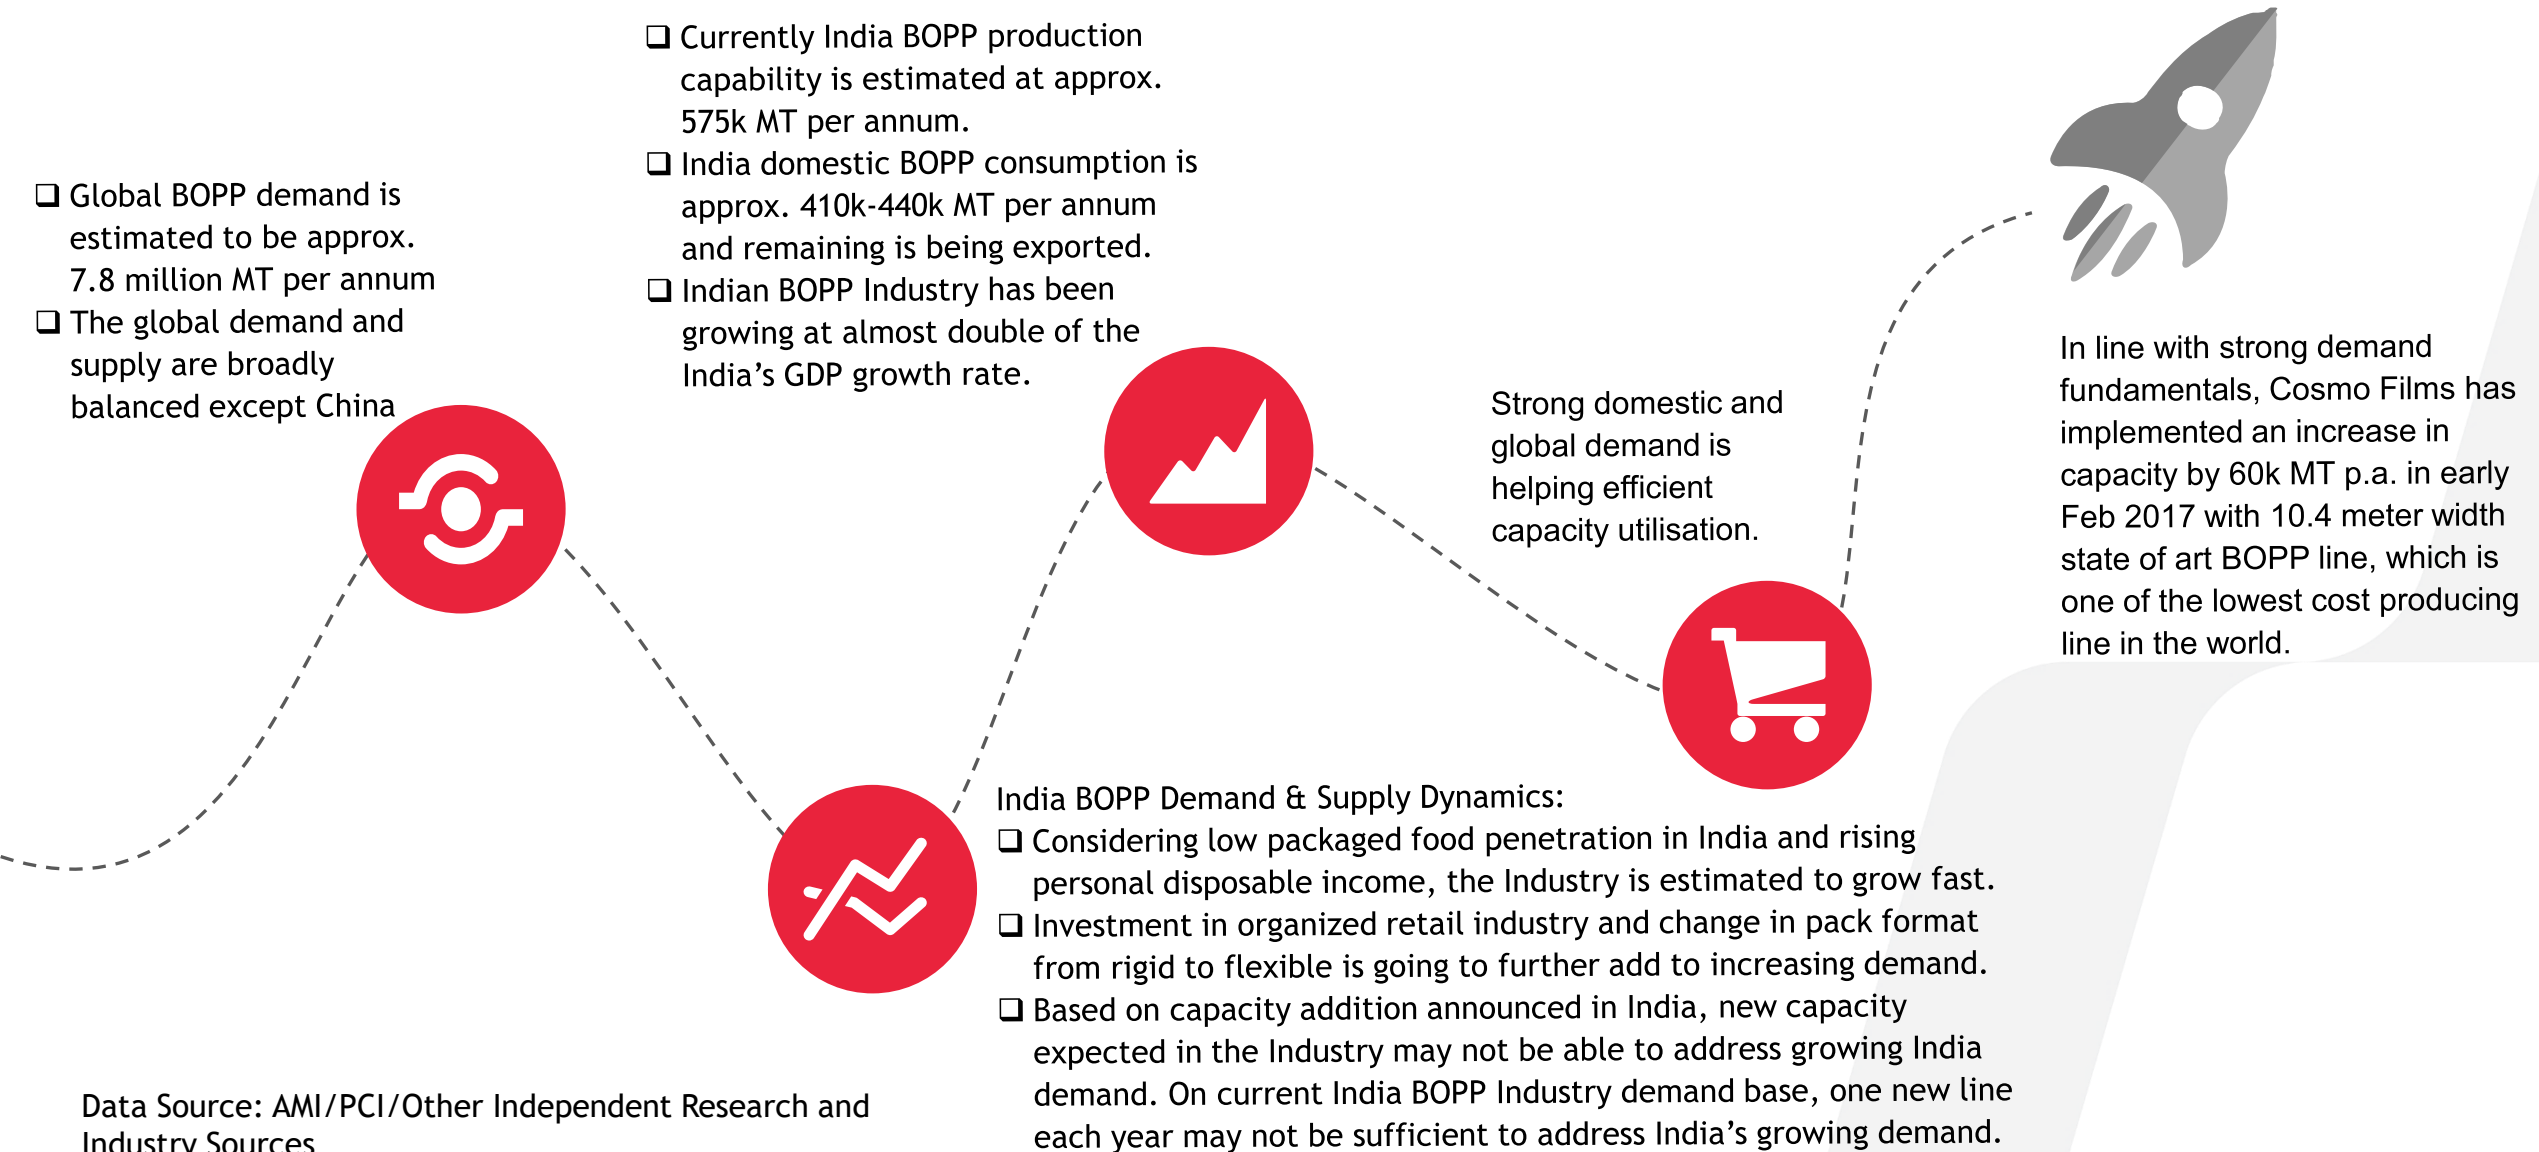 ❑ Global BOPP demand is
estimated to be approx.
7.8 million MT per annum
❑ The global demand and
supply are broadly
balanced except China
❑ Currently India BOPP production
capability is estimated at approx.
575k MT per annum.
❑ India domestic BOPP consumption is
approx. 410k-440k MT per annum
and remaining is being exported.
❑ Indian BOPP Industry has been
growing at almost double of the
India’s GDP growth rate.
Strong domestic and
global demand is
helping efficient
capacity utilisation.
In line with strong demand
fundamentals, Cosmo Films has
implemented an increase in
capacity by 60k MT p.a. in early
Feb 2017 with 10.4 meter width
state of art BOPP line, which is
one of the lowest cost producing
line in the world.
India BOPP Demand & Supply Dynamics:
❑ Considering low packaged food penetration in India and rising
personal disposable income, the Industry is estimated to grow fast.
❑ Investment in organized retail industry and change in pack format
from rigid to flexible is going to further add to increasing demand.
❑ Based on capacity addition announced in India, new capacity
expected in the Industry may not be able to address growing India
demand. On current India BOPP Industry demand base, one new line
each year may not be sufficient to address India’s growing demand.
Data Source: AMI/PCI/Other Independent Research and
Industry Sources